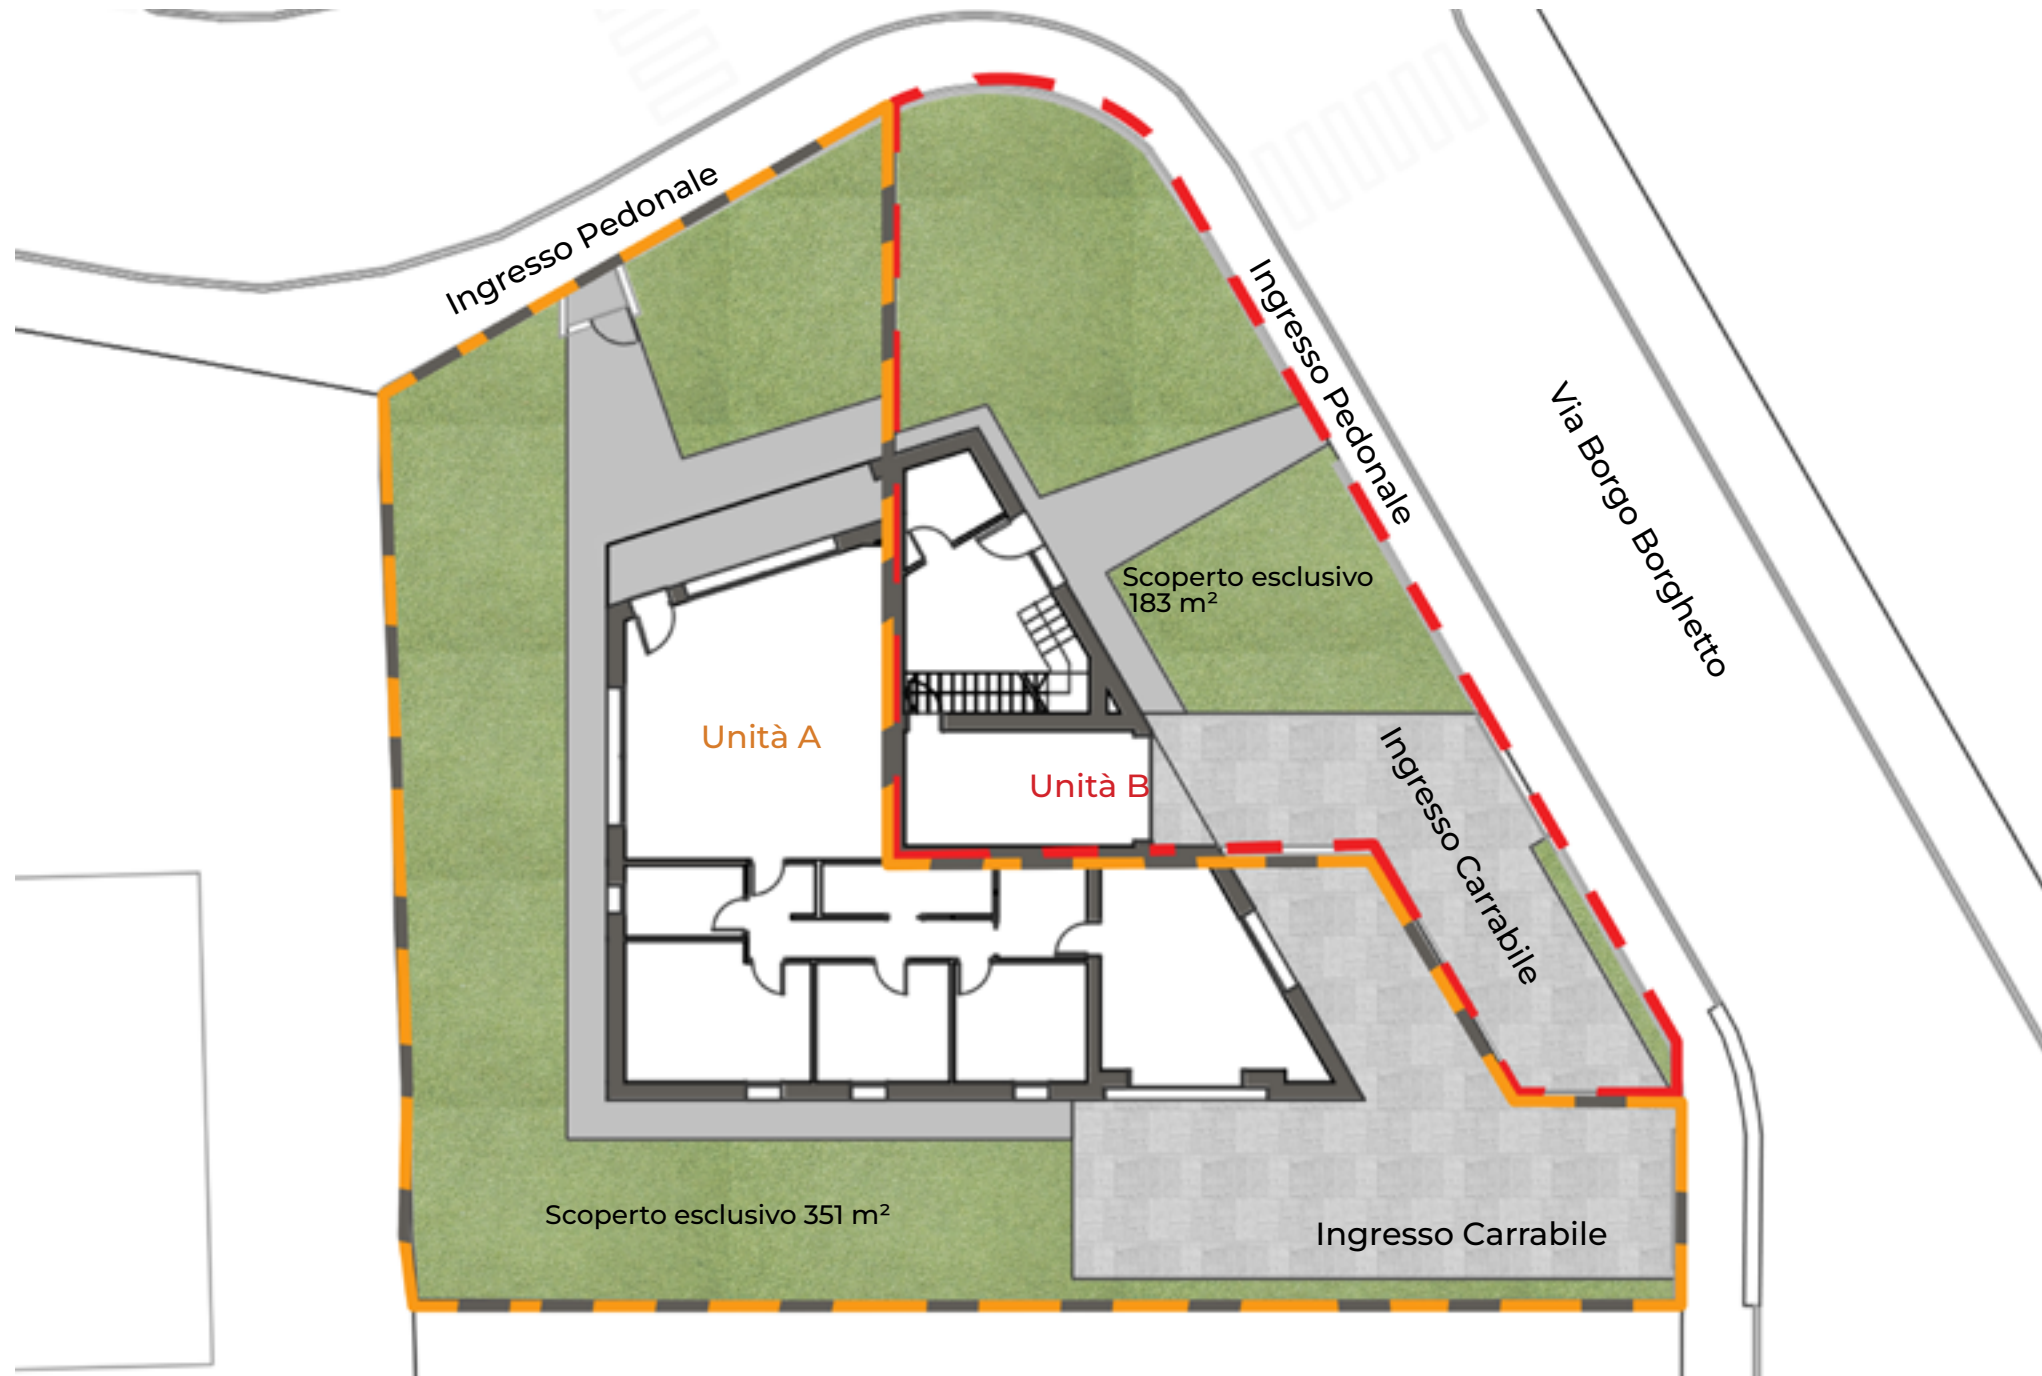 Ingresso Pedonale
Ingresso Pedonale
Via Borgo Borghetto
Scoperto esclusivo
183 m²
Unità A
Unità B
Ingresso Carrabile
Scoperto esclusivo 351 m²
Ingresso Carrabile